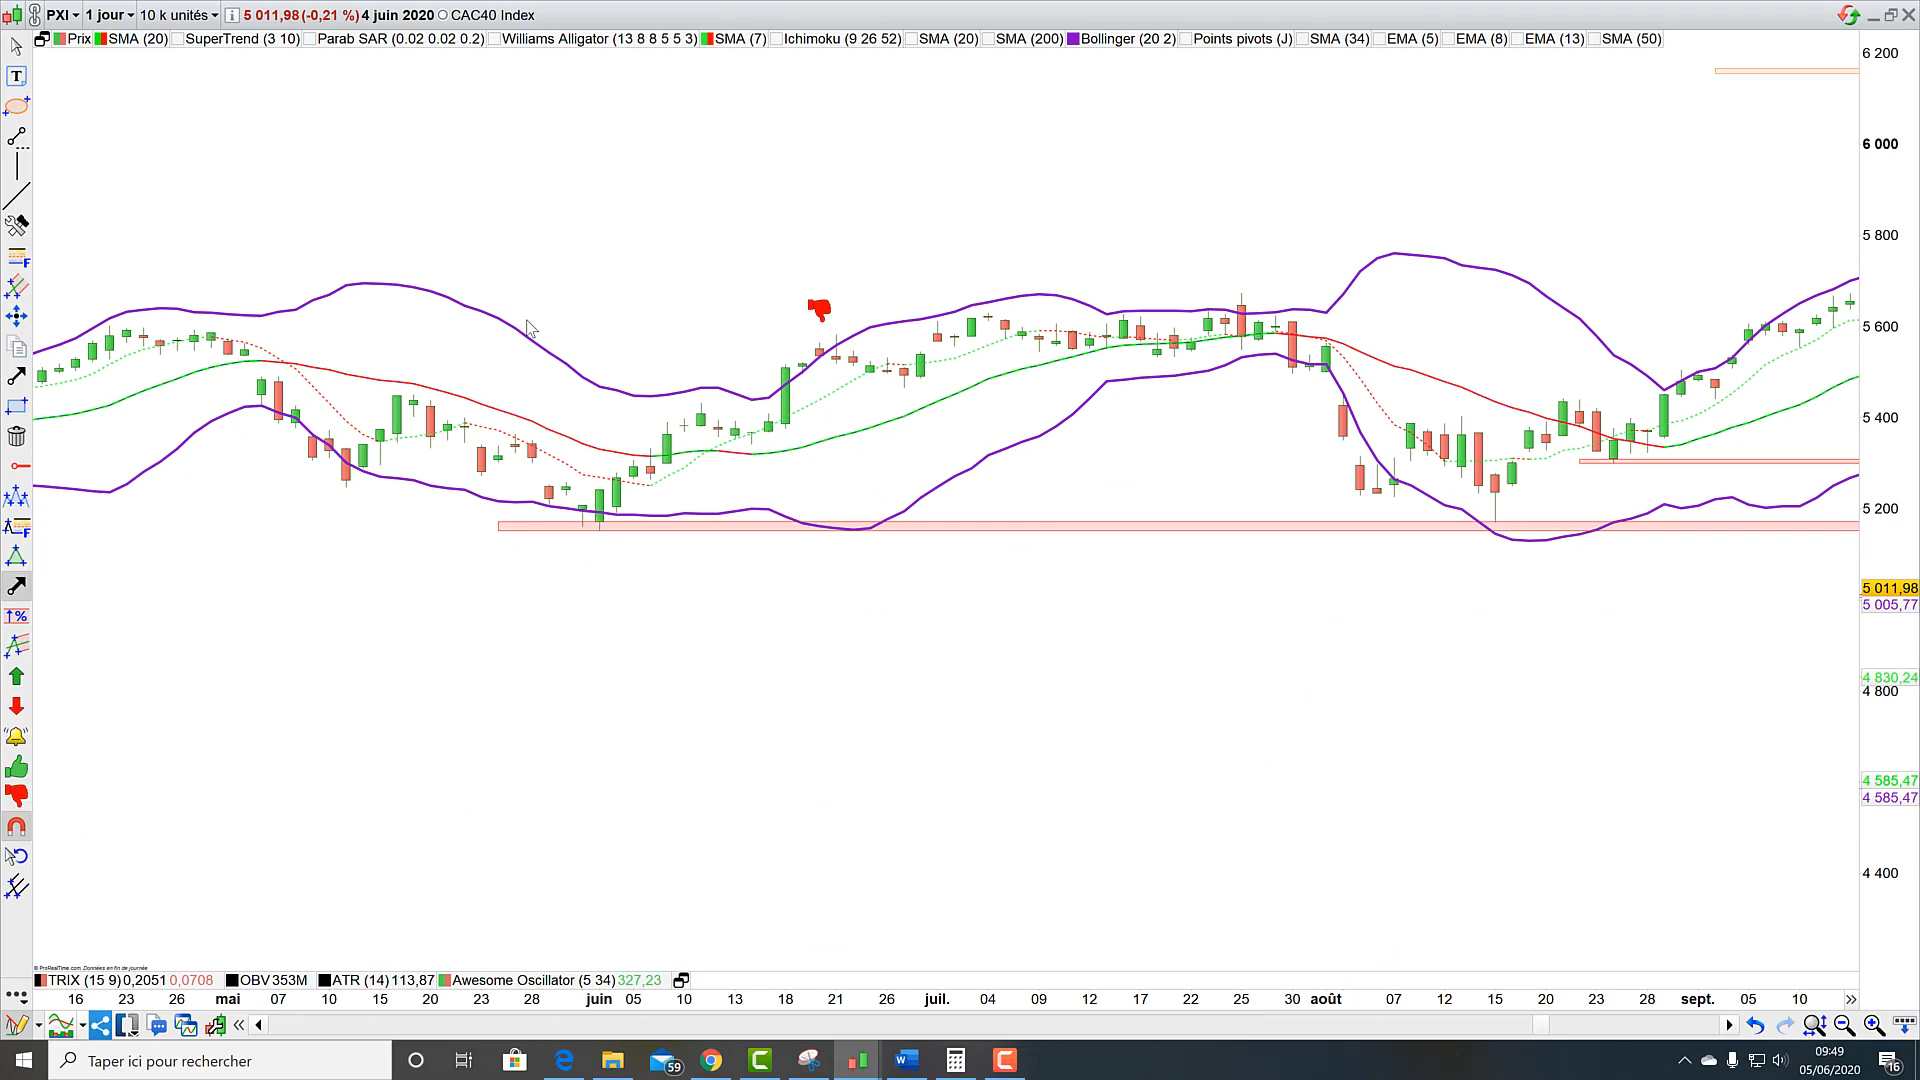 PXI 1 jour 10 k unités 5 011,98 (-0,21 %) 4 juin 2020 CAC40 Index
Prix SMA (20) SuperTrend (3 10) Parab SAR (0.02 0.02 0.2) Williams Alligator (13 8 8 5 5 3) SMA (7) Ichimoku (9 26 52) SMA (20) SMA (200) Bollinger (20 2) Points pivots (J) SMA (34) EMA (5) EMA (8) EMA (13) SMA (50)
6 200
6 000
5 800
5 600
5 400
5 200
5 011,98
5 005,77
4 830,24
4 800
4 585,47
4 585,47
4 400
© ProRealTime.com Données en fin de journée
TRIX (15 9) 0,2051 0,0708 OBV 353M ATR (14) 113,87 Awesome Oscillator (5 34) 327,23
16 23 26 mai 07 10 15 20 23 28 juin 05 10 13 18 21 26 juil. 04 09 12 17 22 25 30 août 07 12 15 20 23 28 sept. 05 10
Taper ici pour rechercher
59
09:49
05/06/2020
16